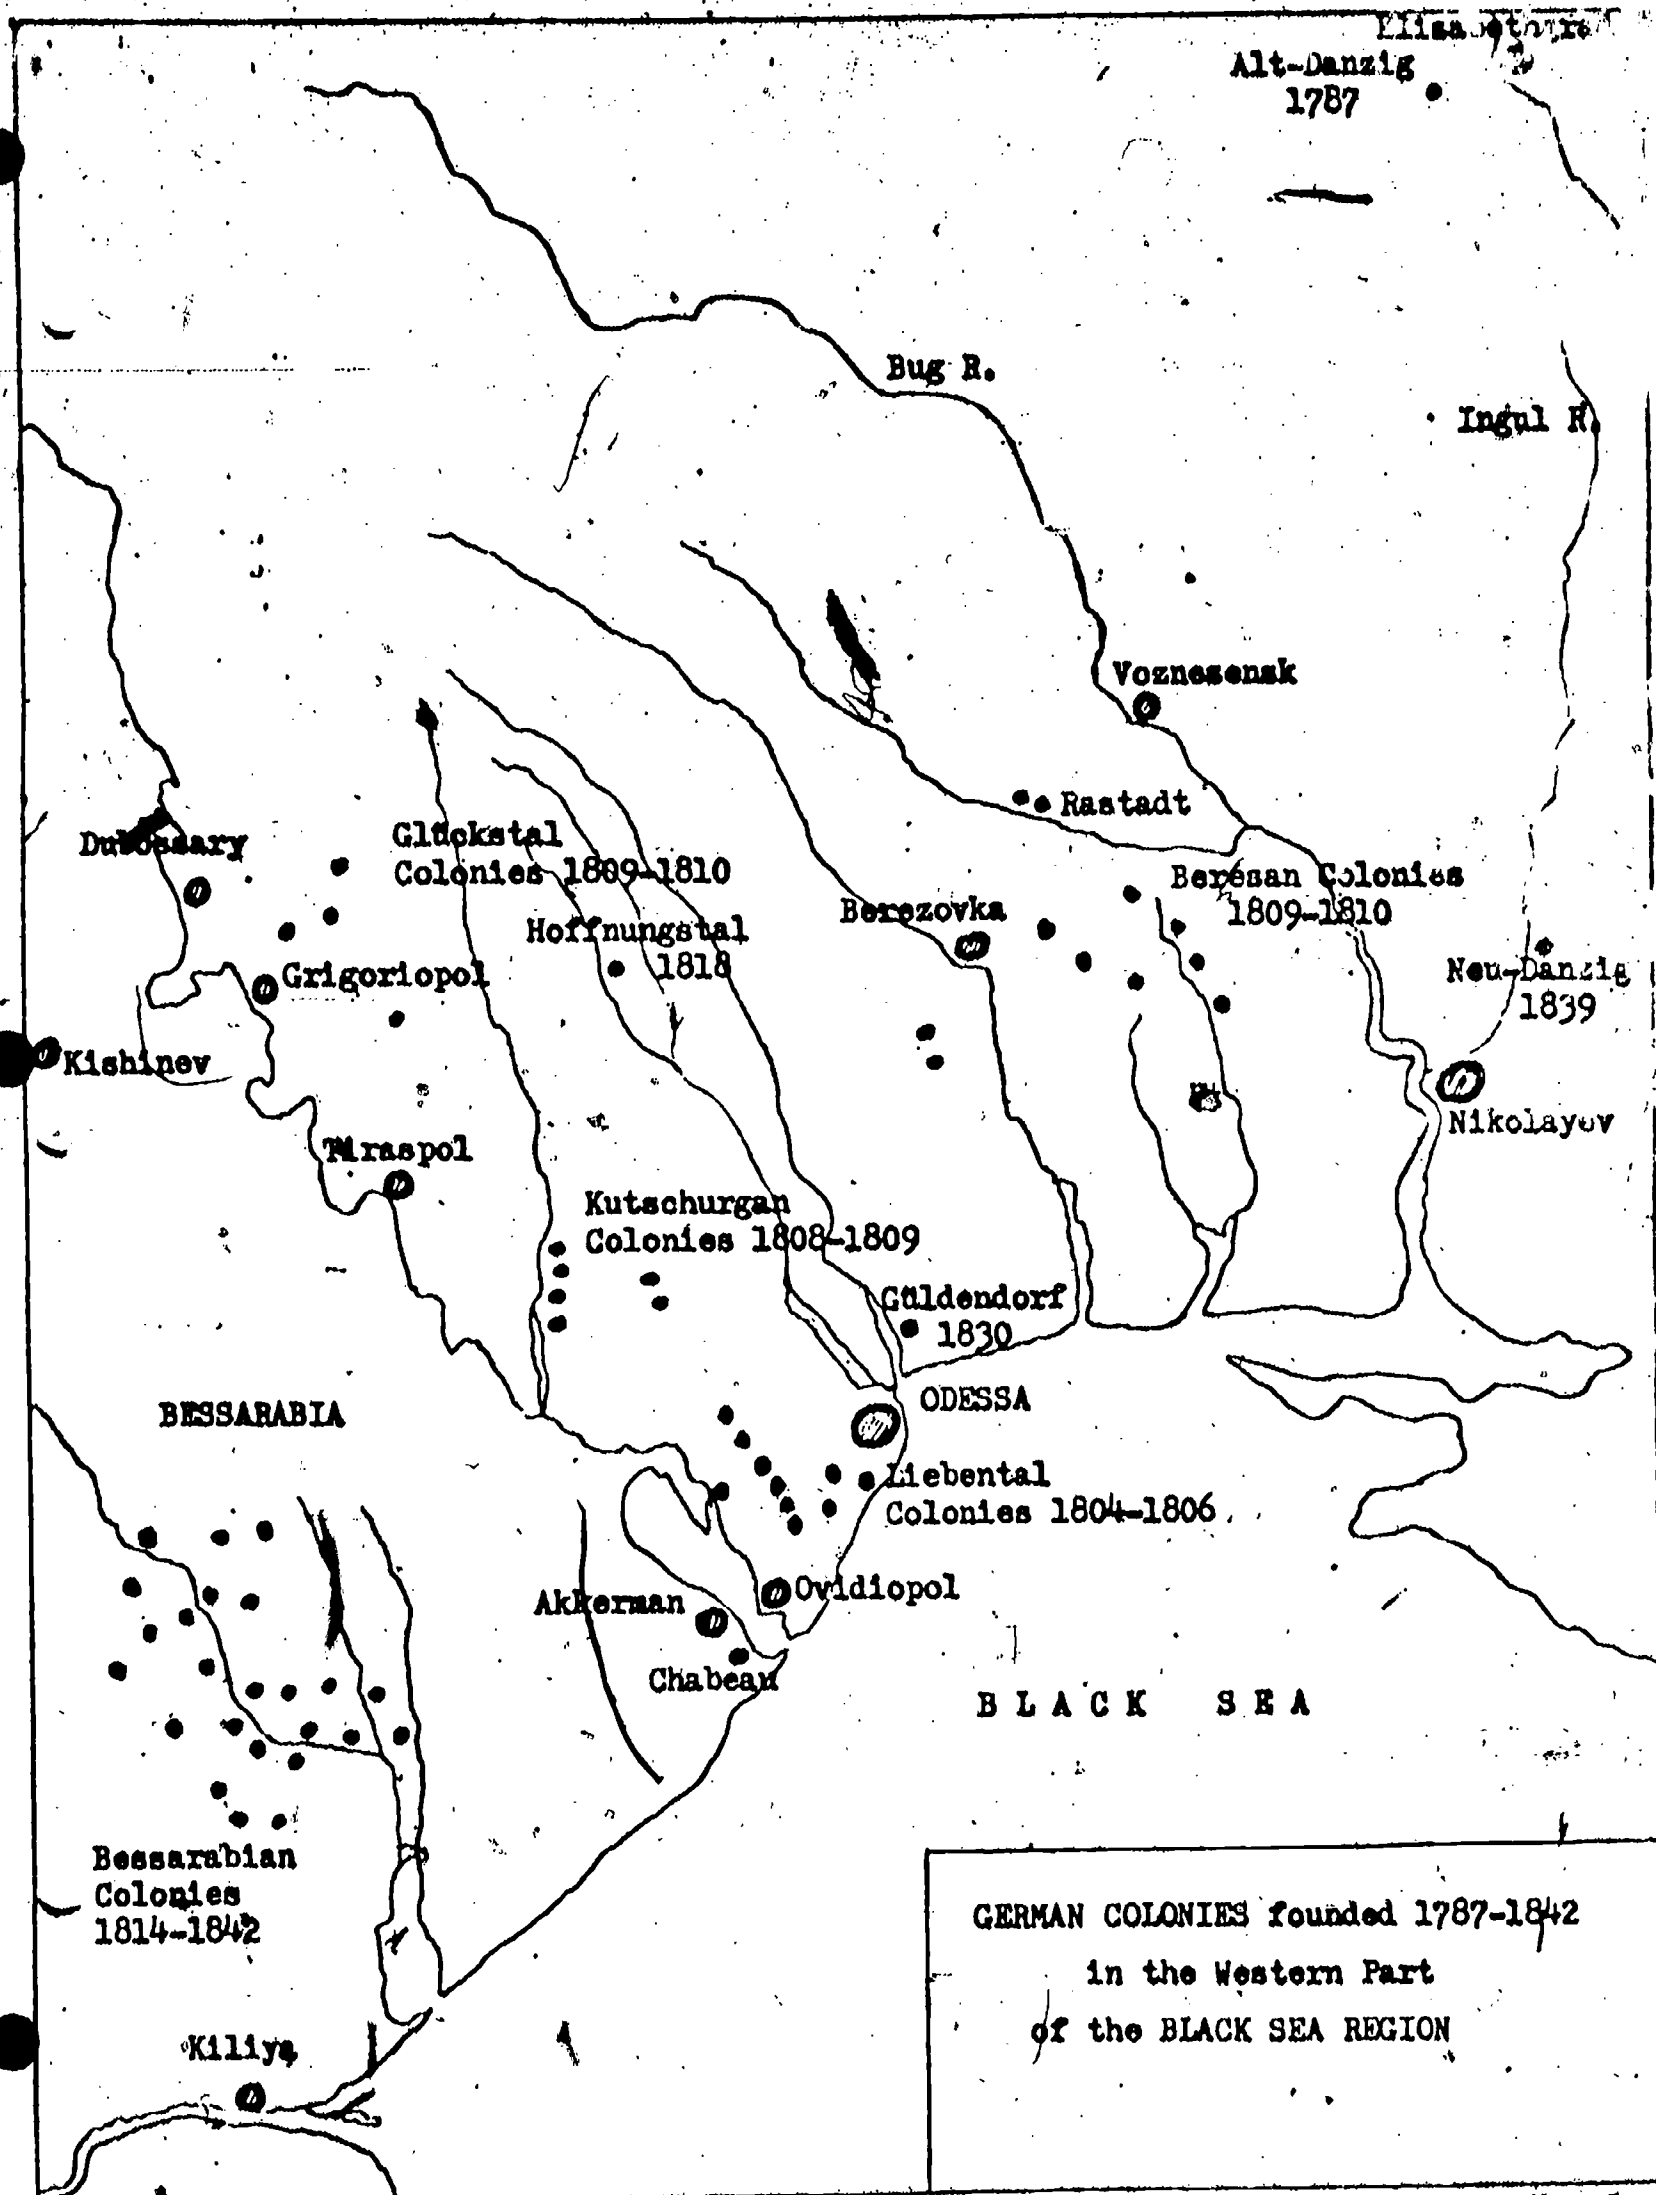 Alt-Danzig
1787
Bug R.
Ingul R.
Voznesensk
Rastadt
Dubossary
Glückstal
Colonies 1809-1810
Beresan Colonies
1809-1810
Berezovka
Hoffnungstal
1818
Neu-Danzig
1839
Grigoriopol
Kishinev
Nikolayev
Tiraspol
Kutschurgan
Colonies 1808-1809
Güldendorf
1830
ODESSA
BESSARABIA
Liebental
Colonies 1804-1806
Ovidiopol
Akkerman
Chabeau
BLACK SEA
Bessarabian
Colonies
1814-1842
GERMAN COLONIES founded 1787-1842
in the Western Part
of the BLACK SEA REGION
Kiliya